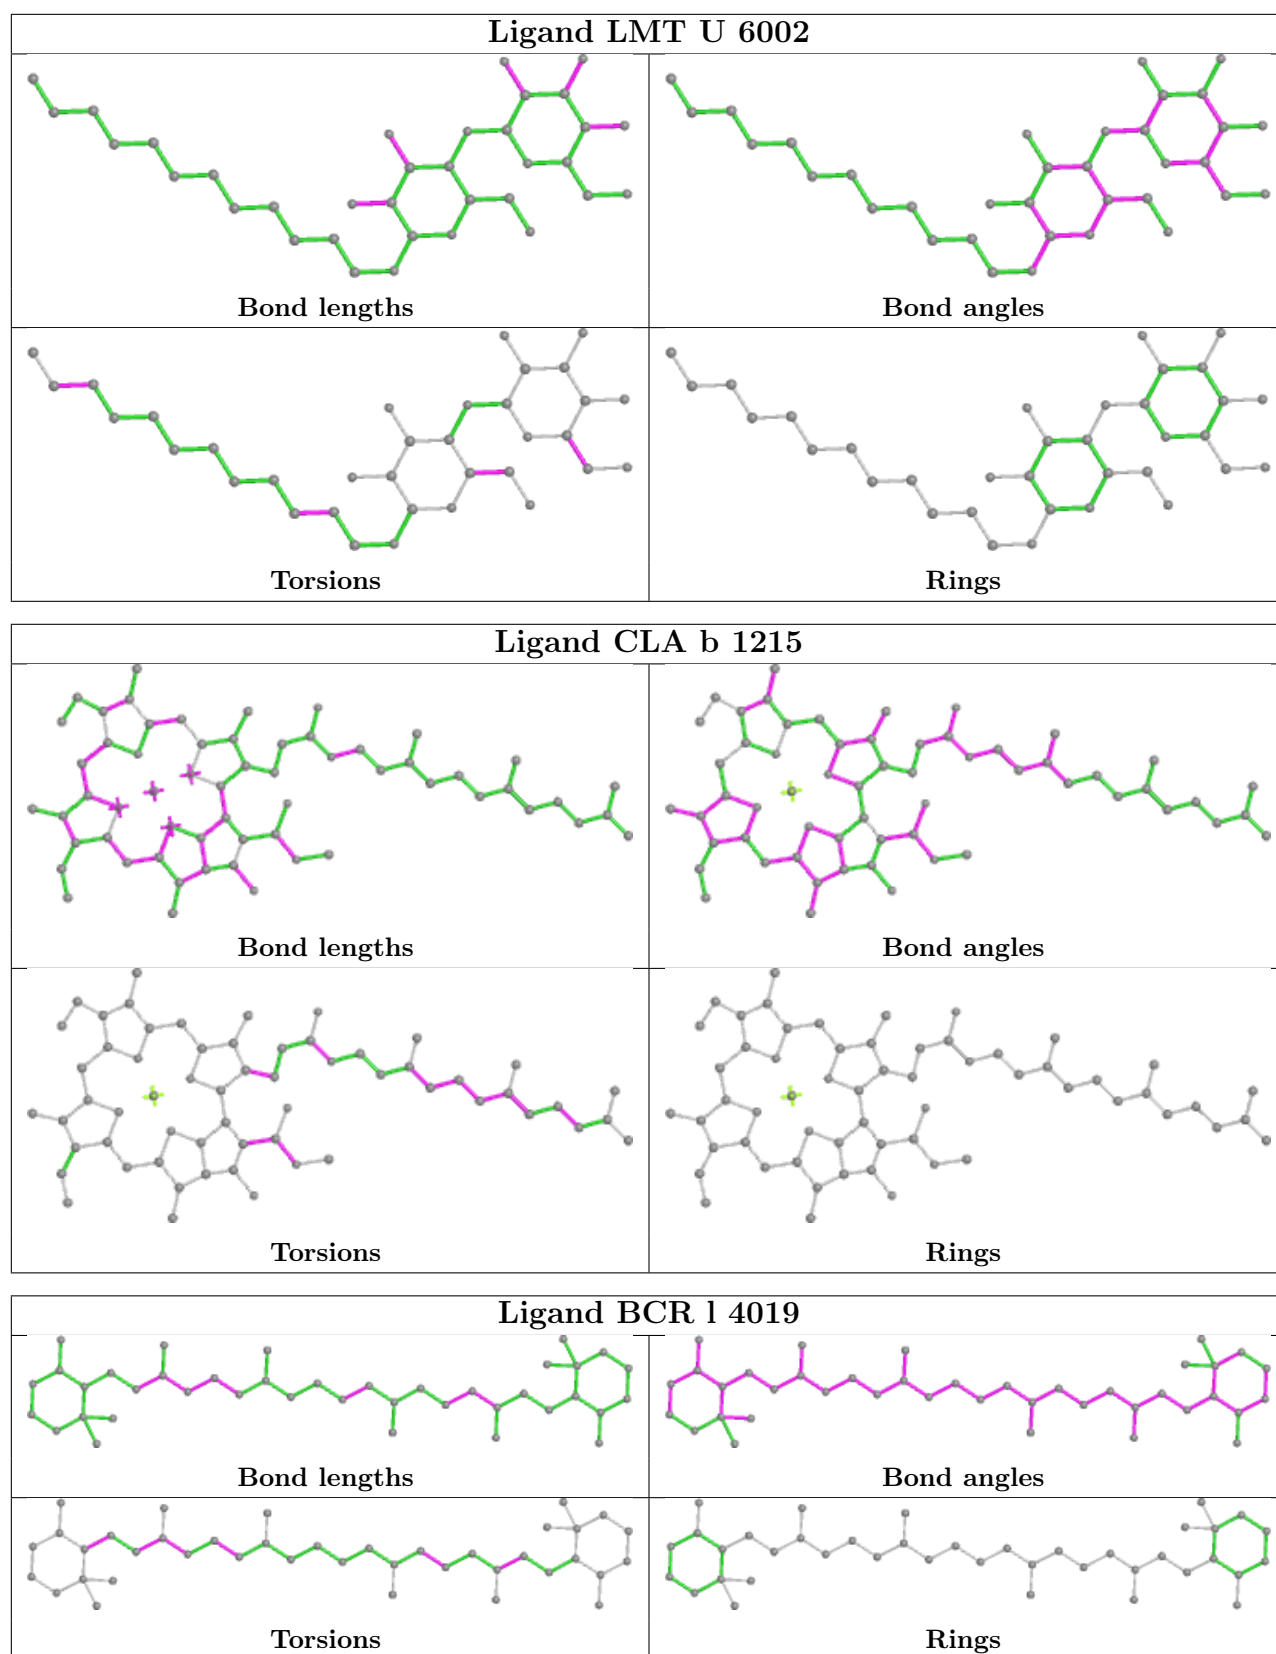 Ligand LMT U 6002
Bond lengths
Bond angles
Torsions
Rings
Ligand CLA b 1215
Bond lengths
Bond angles
Torsions
Rings
Ligand BCR l 4019
Bond lengths
Bond angles
Torsions
Rings